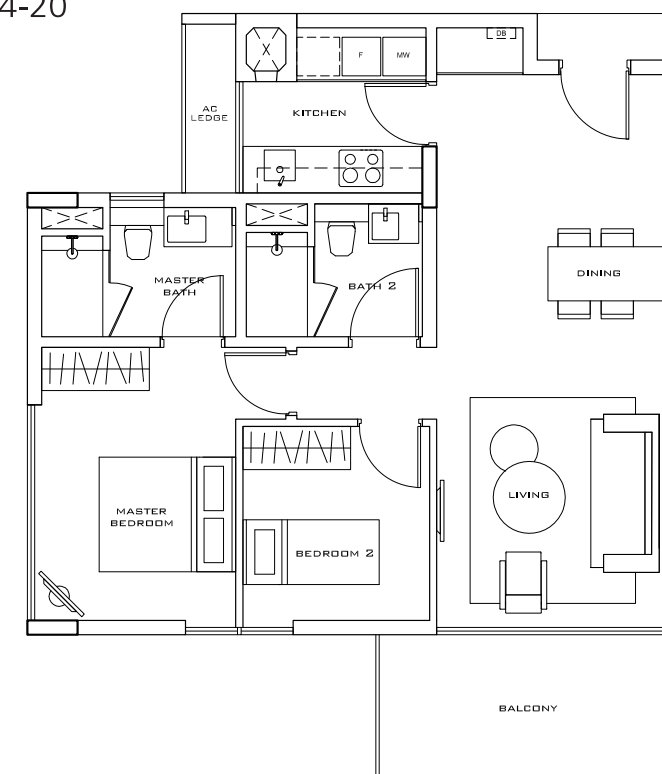 4-20
DB
F
MW
X
AC
LEDGE
KITCHEN
MASTER
BATH
BATH 2
DINING
MASTER
BEDROOM
BEDROOM 2
LIVING
BALCONY